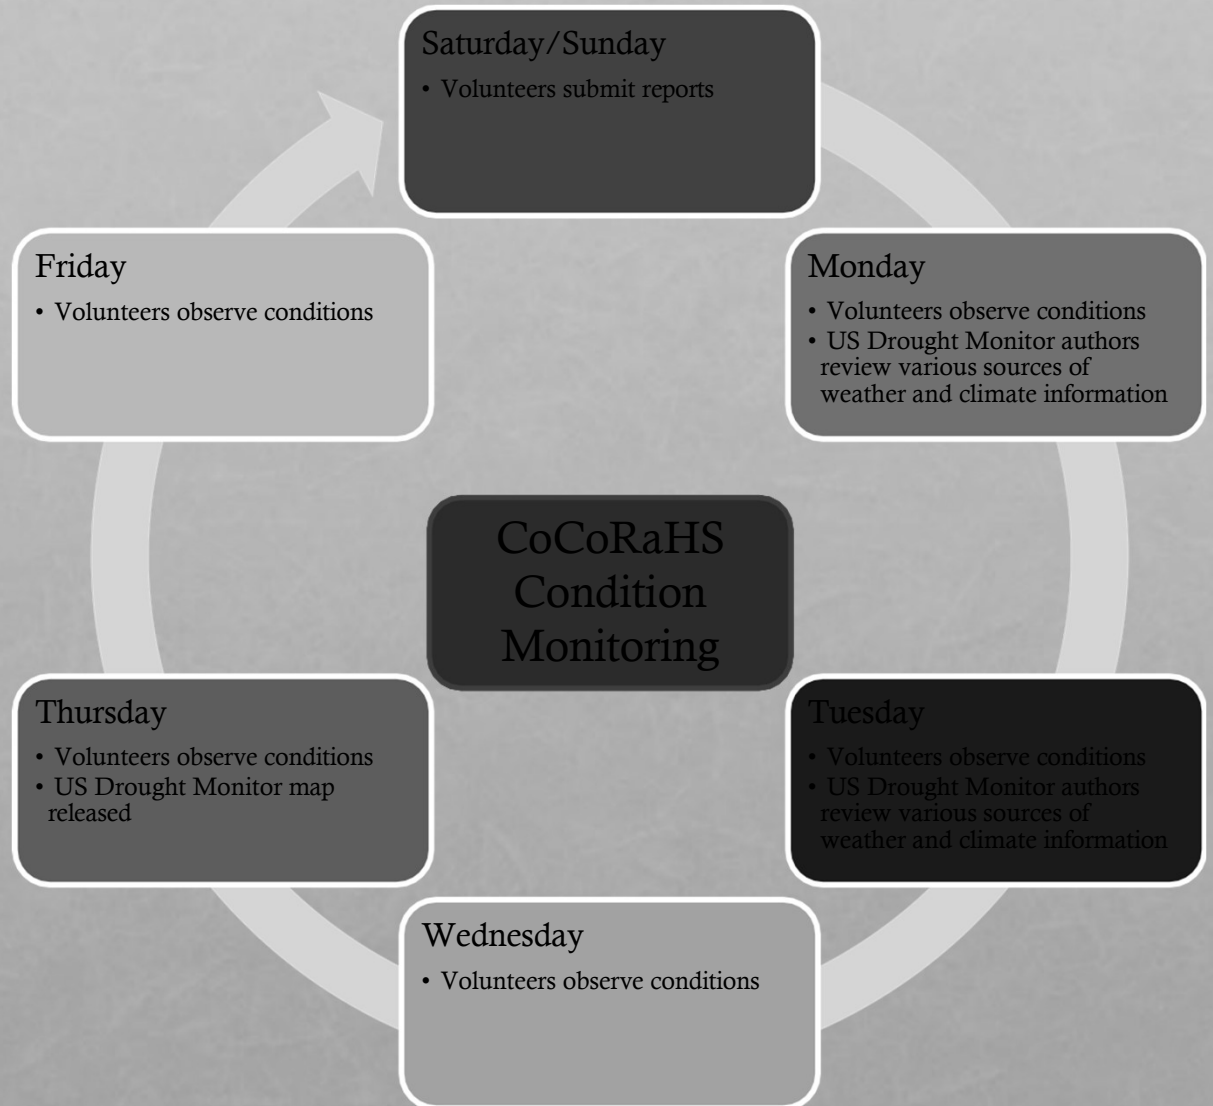 Saturday/Sunday
• Volunteers submit reports
Friday
• Volunteers observe conditions
Monday
• Volunteers observe conditions
• US Drought Monitor authors
review various sources of
weather and climate information
CoCoRaHS
Condition
Monitoring
Thursday
• Volunteers observe conditions
• US Drought Monitor map
released
Tuesday
• Volunteers observe conditions
• US Drought Monitor authors
review various sources of
weather and climate information
Wednesday
• Volunteers observe conditions